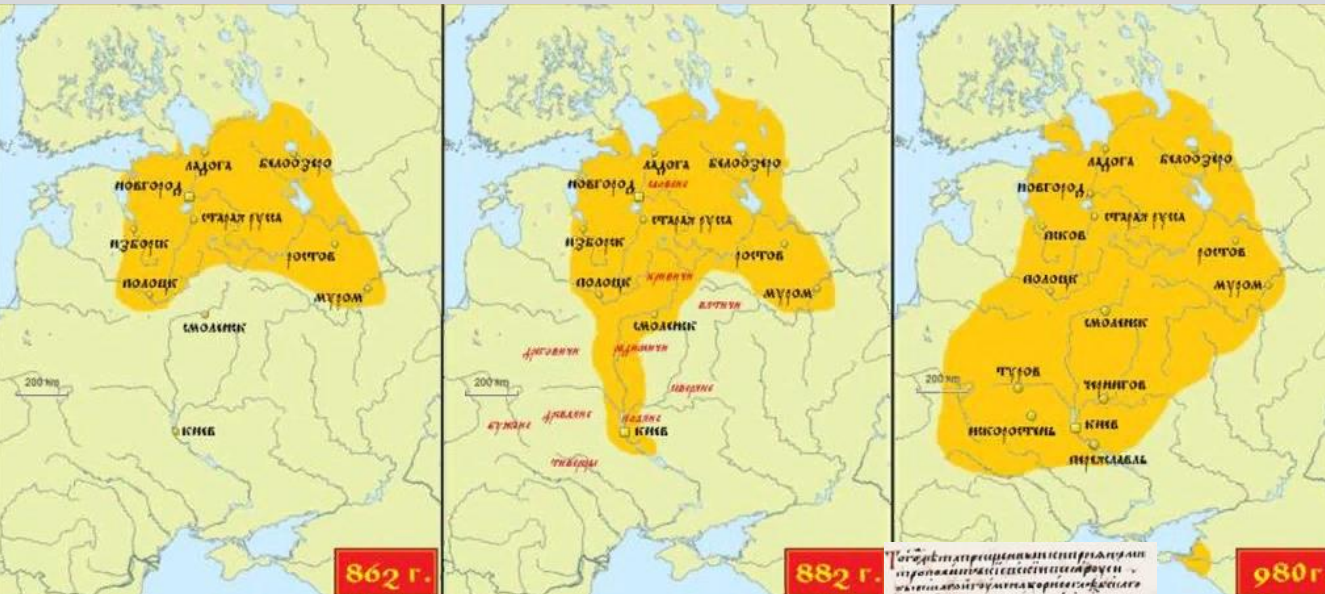 ЛАДОГА
БЕЛООЗЕРО
НОВГОРОД
СТАРАЯ РУССА
ИЗБОРСК
РОСТОВ
ПОЛОЦК
МУРОМ
СМОЛЕНСК
200 km
КИЕВ
862 г.
ЛАДОГА
БЕЛООЗЕРО
НОВГОРОД
словене
СТАРАЯ РУССА
ИЗБОРСК
РОСТОВ
кривичи
ПОЛОЦК
МУРОМ
вятичи
СМОЛЕНСК
дреговичи
радимичи
200 km
северяне
древляне
поляне
бужане
КИЕВ
тиверцы
882 г.
ЛАДОГА
БЕЛООЗЕРО
НОВГОРОД
СТАРАЯ РУССА
ПСКОВ
РОСТОВ
ПОЛОЦК
МУРОМ
СМОЛЕНСК
ТУРОВ
200 km
ЧЕРНИГОВ
ИСКОРОСТЕНЬ
КИЕВ
ПЕРЕЯСЛАВЛЬ
980г